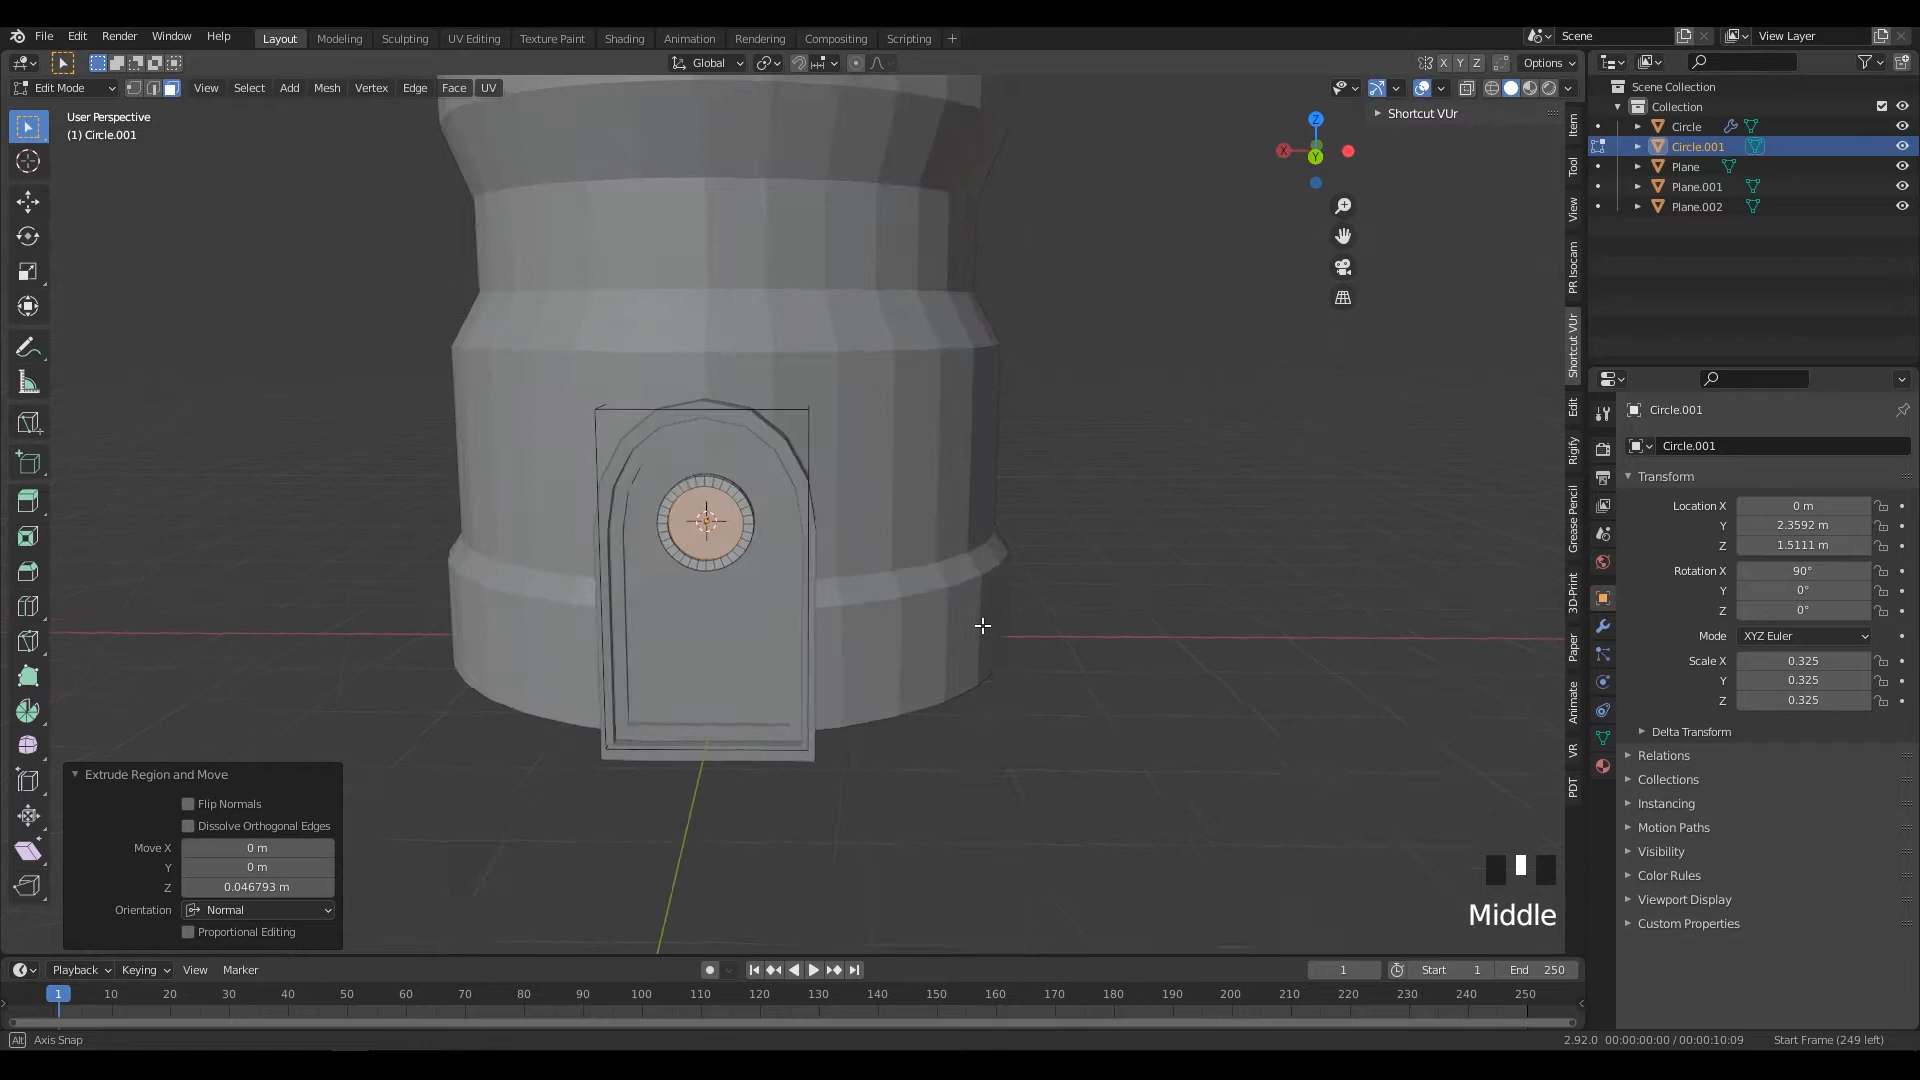 File Edit Render Window Help Layout Modeling Sculpting UV Editing Texture Paint Shading Animation Rendering Compositing Scripting + Scene View Layer
Global X Y Z Options
Edit Mode View Select Add Mesh Vertex Edge Face UV
User Perspective
(1) Circle.001
Shortcut VUr
Z
X
Y
Item
Tool
View
PR Isocam
Shortcut VUr
Edit
Rigify
Grease Pencil
3D-Print
Paper
Animate
VR
PDT
Scene Collection
Collection
Circle
Circle.001
Plane
Plane.001
Plane.002
Circle.001
Circle.001
Transform
Location X 0 m
Y 2.3592 m
Z 1.5111 m
Rotation X 90°
Y 0°
Z 0°
Mode XYZ Euler
Scale X 0.325
Y 0.325
Z 0.325
Delta Transform
Relations
Collections
Instancing
Motion Paths
Visibility
Color Rules
Viewport Display
Custom Properties
Extrude Region and Move
Flip Normals
Dissolve Orthogonal Edges
Move X 0 m
Y 0 m
Z 0.046793 m
Orientation Normal
Proportional Editing
Middle
Playback Keying View Marker 1 Start 1 End 250
1 10 20 30 40 50 60 70 80 90 100 110 120 130 140 150 160 170 180 190 200 210 220 230 240 250
Alt Axis Snap 2.92.0 00:00:00:00 / 00:00:10:09 Start Frame (249 left)